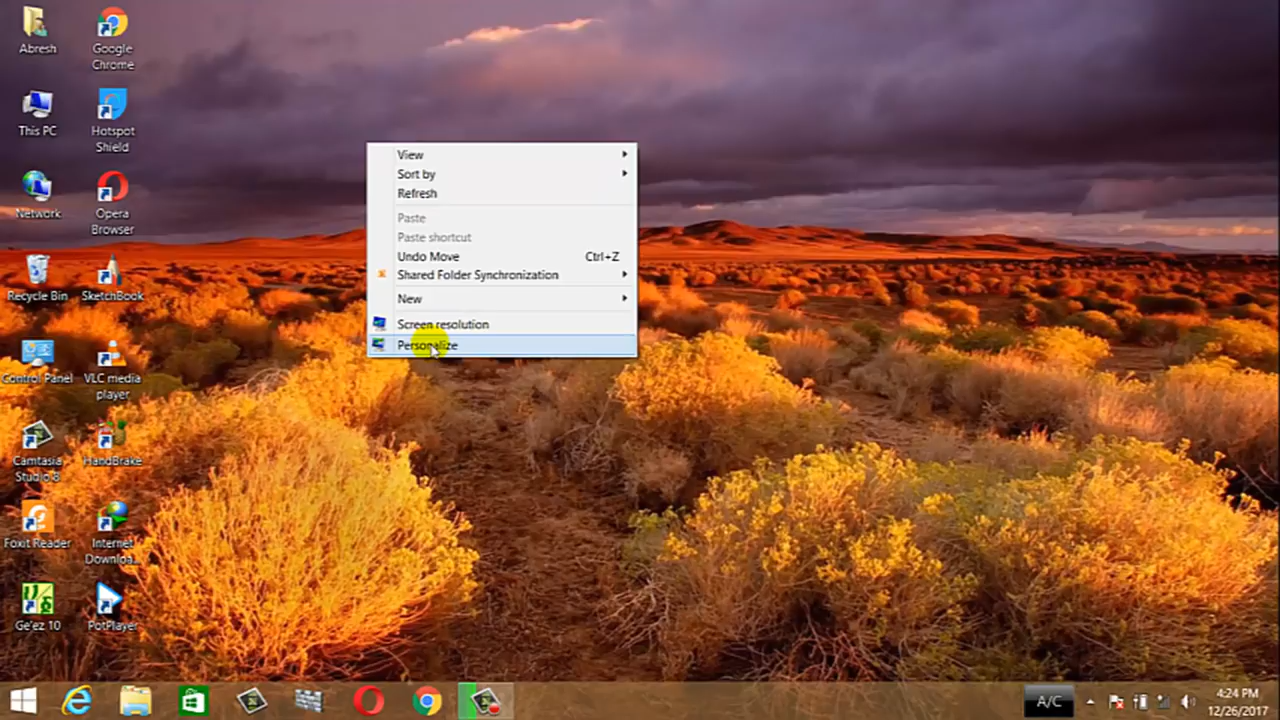 Abresh
Google
Chrome
This PC
Hotspot
Shield
Network
Opera
Browser
Recycle Bin
SketchBook
Control Panel
VLC media
player
Camtasia
Studio 8
HandBrake
Foxit Reader
Internet
Downloa...
Ge'ez 10
PotPlayer
View
Sort by
Refresh
Paste
Paste shortcut
Undo Move Ctrl+Z
Shared Folder Synchronization
New
Screen resolution
Personalize
A/C
4:24 PM
12/26/2017